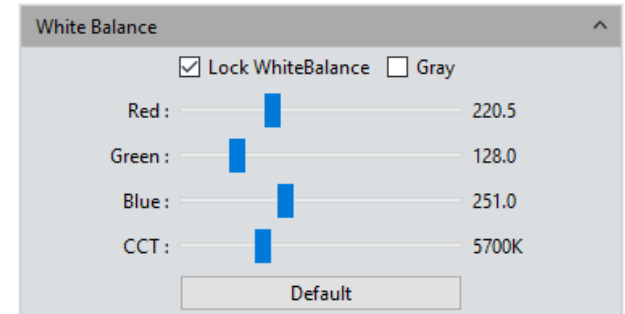 White Balance
Lock WhiteBalance Gray
Red : 220.5
Green : 128.0
Blue : 251.0
CCT : 5700K
Default